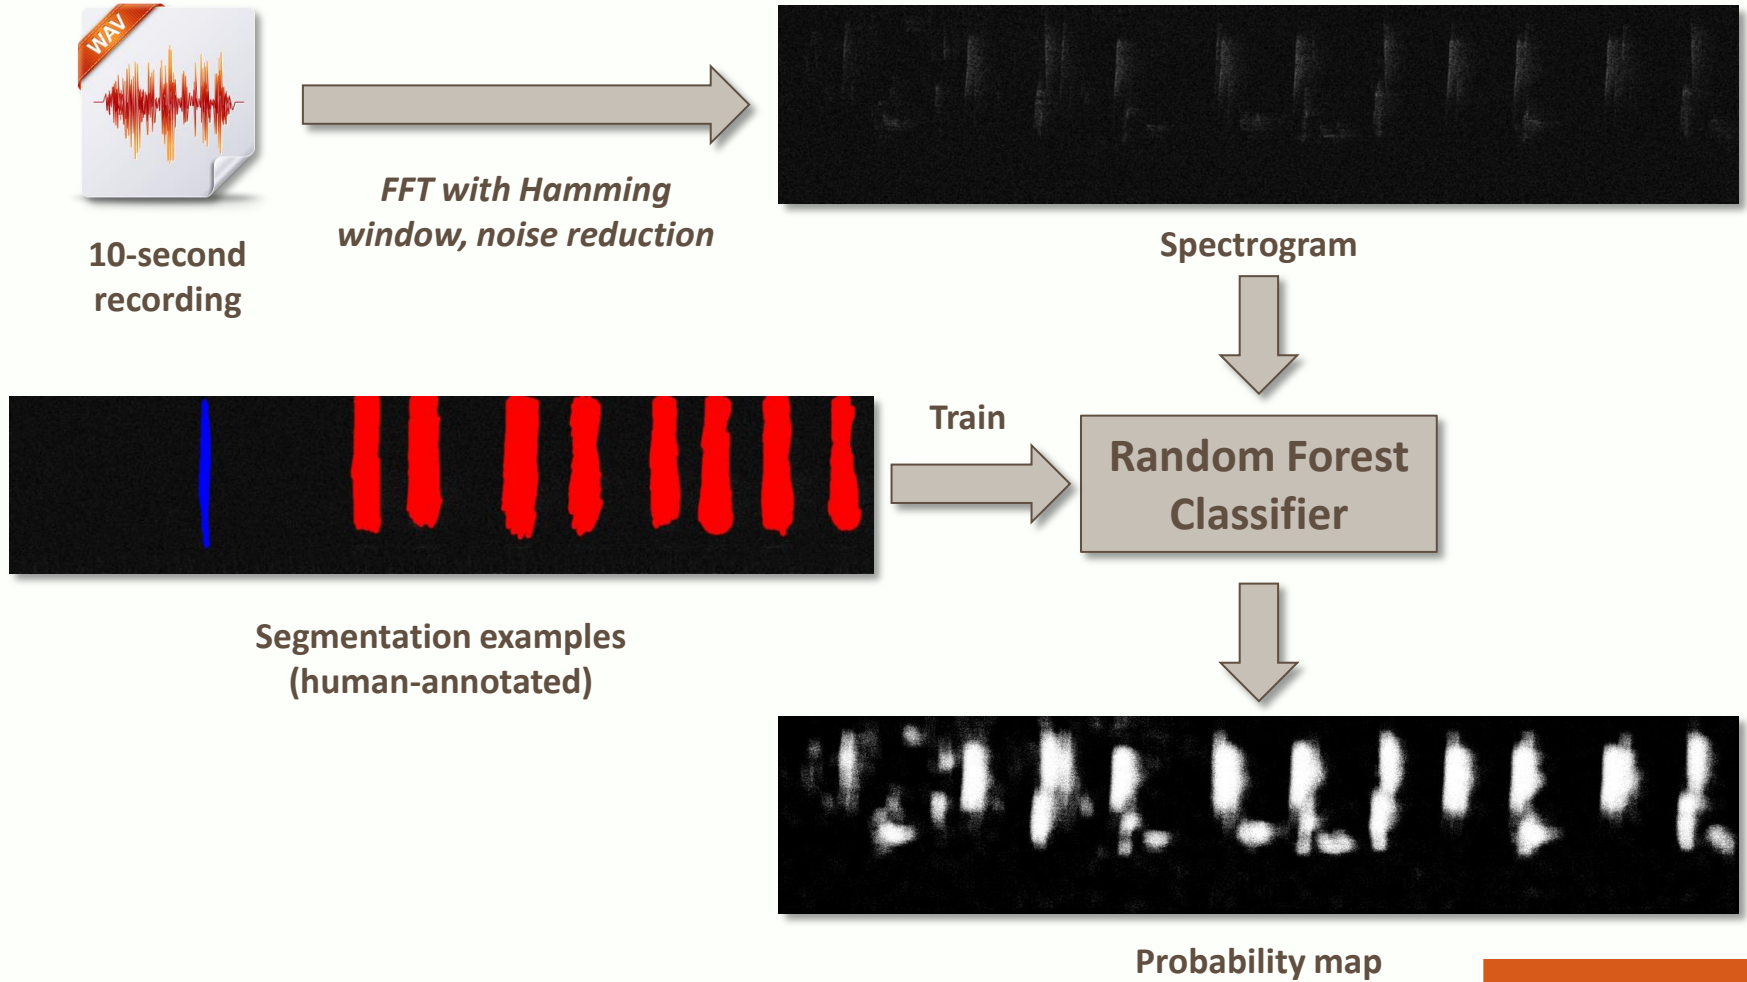 WAV
10-second
recording
FFT with Hamming
window, noise reduction
Spectrogram
Segmentation examples
(human-annotated)
Train
Random Forest
Classifier
Probability map